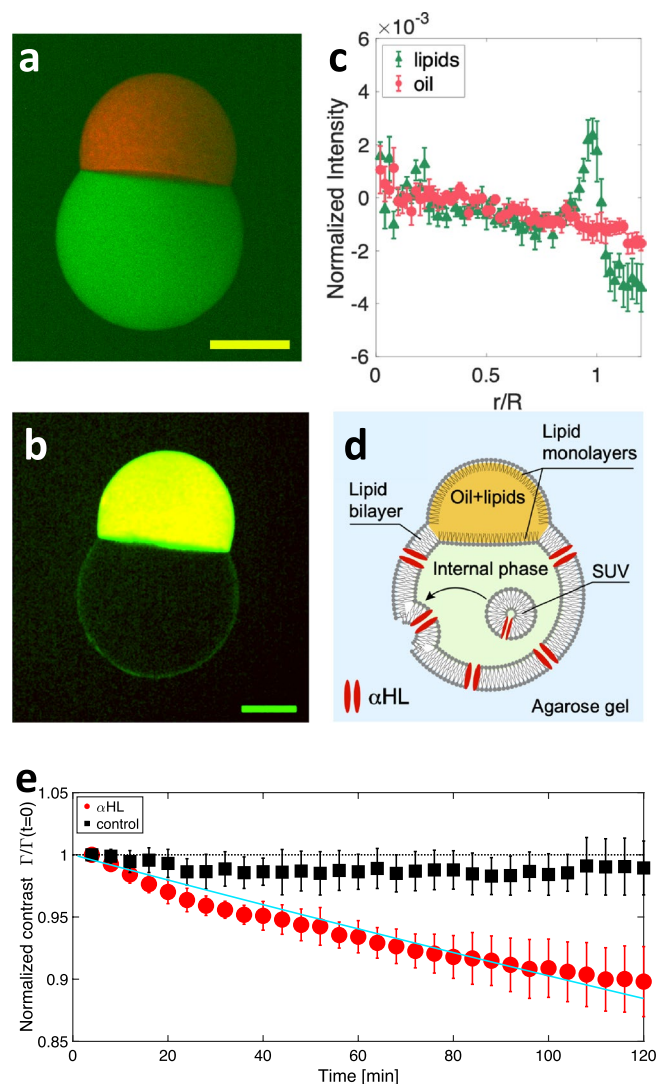 a
b
c
×10⁻³
6
4
2
0
-2
-4
-6
Normalized Intensity
lipids
oil
0
0.5
1
r/R
d
Lipid
monolayers
Lipid
bilayer
Oil+lipids
Internal phase
SUV
αHL
Agarose gel
e
1.05
1
0.95
0.9
0.85
Normalized contrast Γ/Γ(t=0)
αHL
control
0
20
40
60
80
100
120
Time [min]